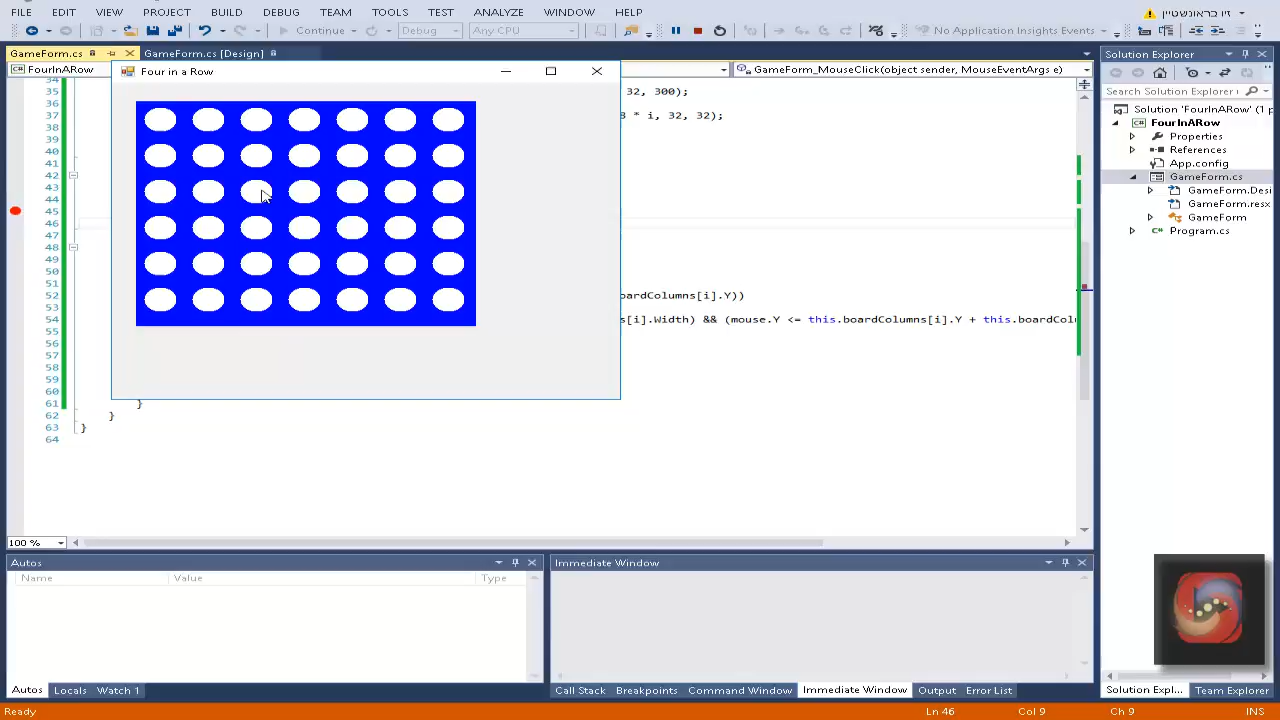 FILE EDIT VIEW PROJECT BUILD DEBUG TEAM TOOLS TEST ANALYZE WINDOW HELP
Continue Debug Any CPU No Application Insights Events
GameForm.cs GameForm.cs [Design] Solution Explorer
FourInARow GameForm_MouseClick(object sender, MouseEventArgs e)
Four in a Row
Search Solution Explorer
Solution 'FourInARow' (1 p
FourInARow
Properties
References
App.config
GameForm.cs
GameForm.Desi
GameForm.resx
GameForm
Program.cs
34
35 32, 300);
36
37 8 * i, 32, 32);
38
39
40
41
42
43
44
45
46
47
48
49
50
51
52 oardColumns[i].Y))
53
54 s[i].Width) && (mouse.Y <= this.boardColumns[i].Y + this.boardColu
55
56
57
58
59
60
61 }
62 }
63 }
64
100 %
Autos Immediate Window
Name Value Type
Autos Locals Watch 1 Call Stack Breakpoints Command Window Immediate Window Output Error List Solution Expl... Team Explorer
Ready Ln 46 Col 9 Ch 9 INS